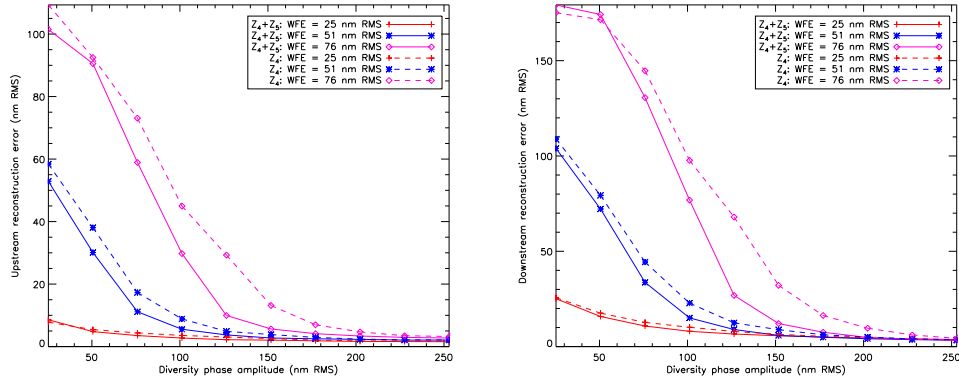 Upstream reconstruction error (nm RMS)
100
80
60
40
20
0
Z₄+Z₅: WFE = 25 nm RMS
Z₄+Z₅: WFE = 51 nm RMS
Z₄+Z₅: WFE = 76 nm RMS
Z₄: WFE = 25 nm RMS
Z₄: WFE = 51 nm RMS
Z₄: WFE = 76 nm RMS
50 100 150 200 250
Diversity phase amplitude (nm RMS)
Downstream reconstruction error (nm RMS)
150
100
50
0
Z₄+Z₅: WFE = 25 nm RMS
Z₄+Z₅: WFE = 51 nm RMS
Z₄+Z₅: WFE = 76 nm RMS
Z₄: WFE = 25 nm RMS
Z₄: WFE = 51 nm RMS
Z₄: WFE = 76 nm RMS
50 100 150 200 250
Diversity phase amplitude (nm RMS)